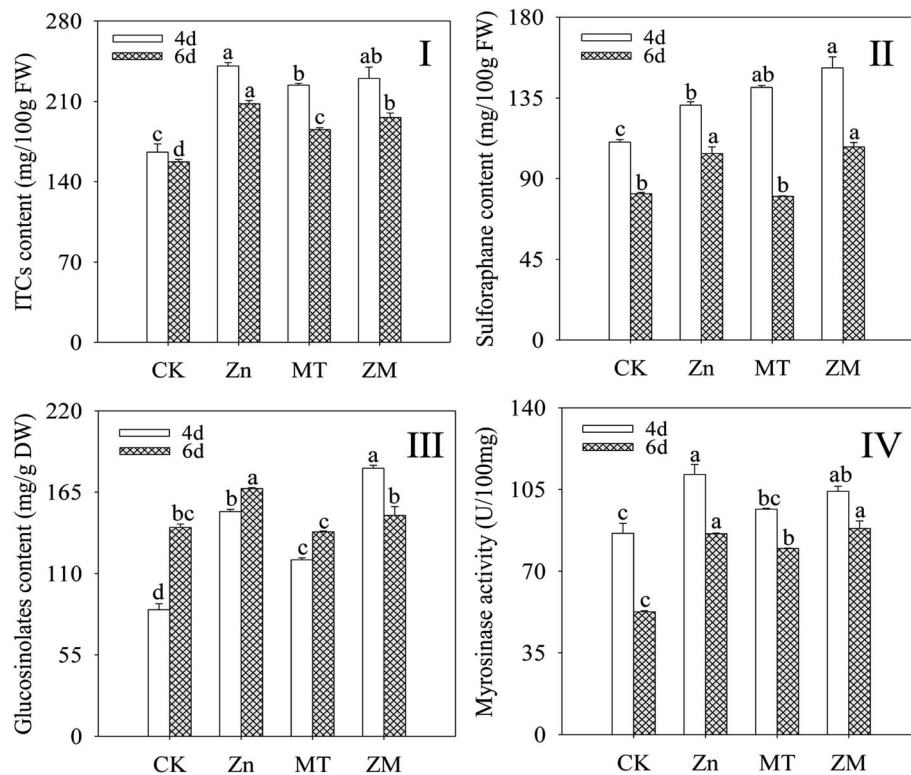 280
210
140
70
0
ITCs content (mg/100g FW)
4d
6d
I
c
d
a
a
b
c
ab
b
CK
Zn
MT
ZM
180
135
90
45
0
Sulforaphane content (mg/100g FW)
4d
6d
II
c
b
b
a
ab
b
a
a
CK
Zn
MT
ZM
220
165
110
55
0
Glucosinolates content (mg/g DW)
4d
6d
III
d
bc
b
a
c
c
a
b
CK
Zn
MT
ZM
140
105
70
35
0
Myrosinase activity (U/100mg)
4d
6d
IV
c
c
a
a
bc
b
ab
a
CK
Zn
MT
ZM